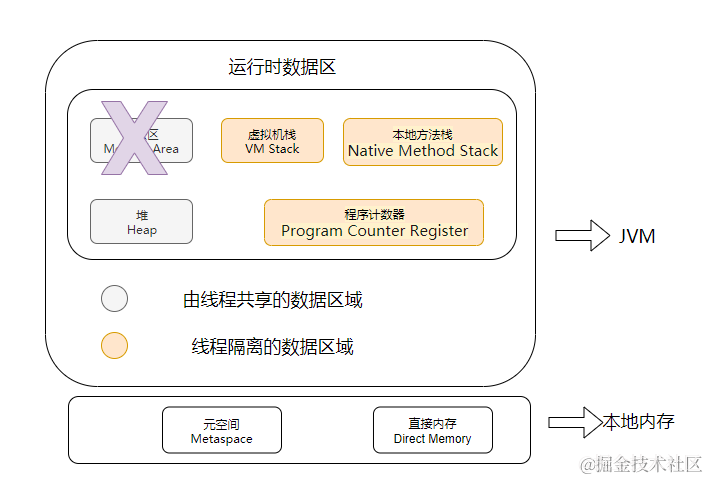 运行时数据区
区
Area
虚拟机栈
VM Stack
本地方法栈
Native Method Stack
堆
Heap
程序计数器
Program Counter Register
JVM
由线程共享的数据区域
线程隔离的数据区域
元空间
Metaspace
直接内存
Direct Memory
本地内存
@掘金技术社区